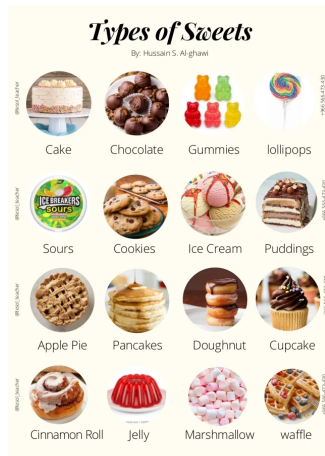 Types of Sweets
By: Hussain S. Al-ghawi
Cake Chocolate Gummies lollipops
ICE BREAKERS
sours
Sours Cookies Ice Cream Puddings
Apple Pie Pancakes Doughnut Cupcake
Cinnamon Roll Jelly Marshmallow waffle